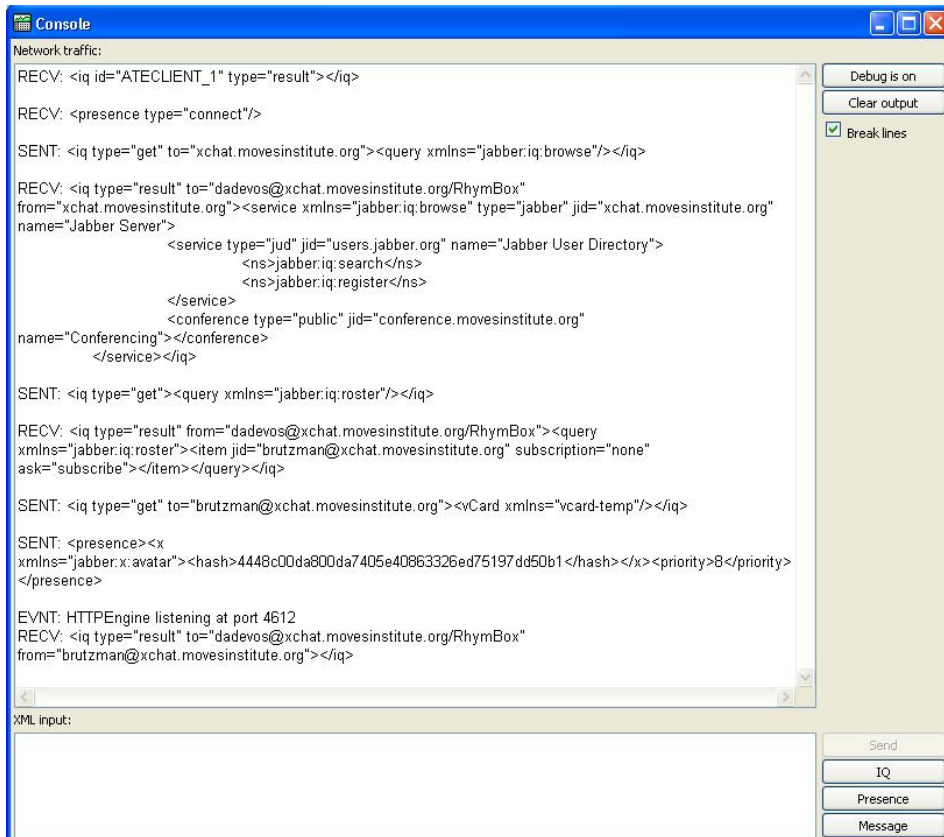 Console
Network traffic:
RECV: <iq id="ATECLIENT_1" type="result"></iq>
RECV: <presence type="connect"/>
SENT: <iq type="get" to="xchat.movesinstitute.org"><query xmlns="jabber:iq:browse"/></iq>
RECV: <iq type="result" to="dadevos@xchat.movesinstitute.org/RhymBox"
from="xchat.movesinstitute.org"><service xmlns="jabber:iq:browse" type="jabber" jid="xchat.movesinstitute.org"
name="Jabber Server">
<service type="jud" jid="users.jabber.org" name="Jabber User Directory">
<ns>jabber:iq:search</ns>
<ns>jabber:iq:register</ns>
</service>
<conference type="public" jid="conference.movesinstitute.org"
name="Conferencing"></conference>
</service></iq>
SENT: <iq type="get"><query xmlns="jabber:iq:roster"/></iq>
RECV: <iq type="result" from="dadevos@xchat.movesinstitute.org/RhymBox"><query
xmlns="jabber:iq:roster"><item jid="brutzman@xchat.movesinstitute.org" subscription="none"
ask="subscribe"></item></query></iq>
SENT: <iq type="get" to="brutzman@xchat.movesinstitute.org"><vCard xmlns="vcard-temp"/></iq>
SENT: <presence><x
xmlns="jabber:x:avatar"><hash>4448c00da800da7405e40863326ed75197dd50b1</hash></x><priority>8</priority>
</presence>
EVNT: HTTPEngine listening at port 4612
RECV: <iq type="result" to="dadevos@xchat.movesinstitute.org/RhymBox"
from="brutzman@xchat.movesinstitute.org"></iq>
Debug is on
Clear output
Break lines
XML input:
Send
IQ
Presence
Message